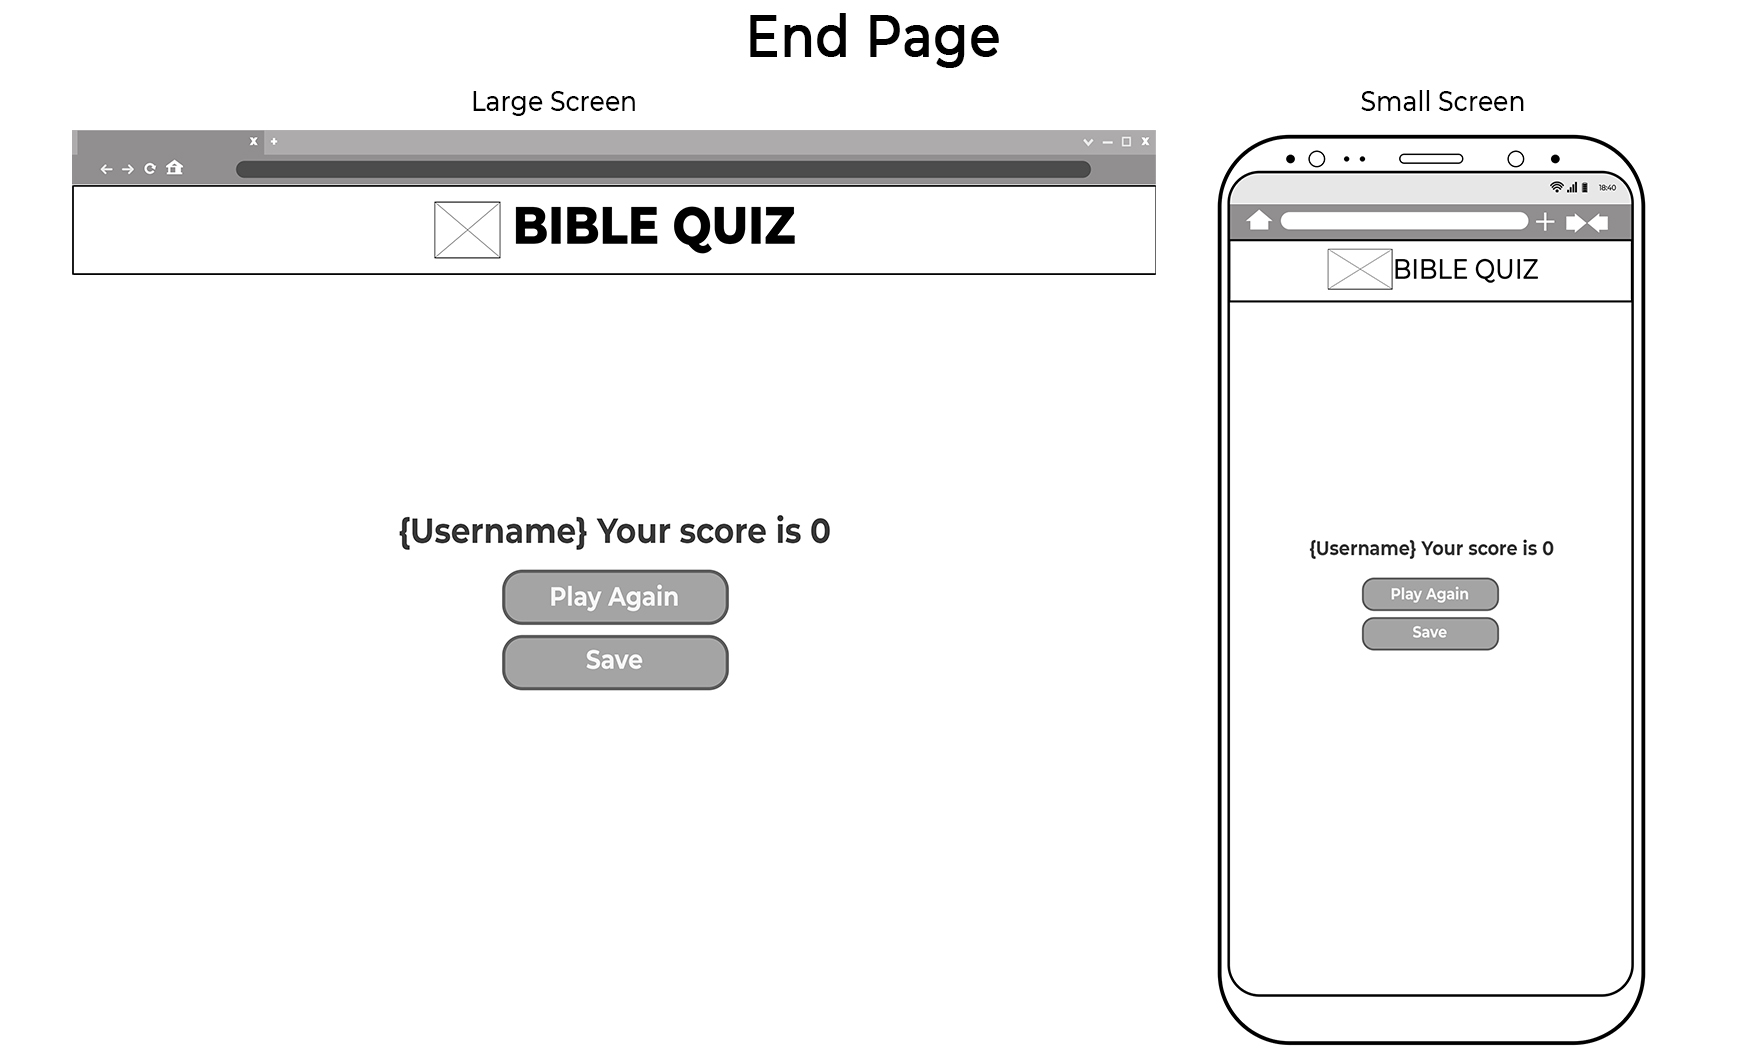 End Page
Large Screen
Small Screen
x +
x
18:40
BIBLE QUIZ
BIBLE QUIZ
{Username} Your score is 0
Play Again
Save
{Username} Your score is 0
Play Again
Save